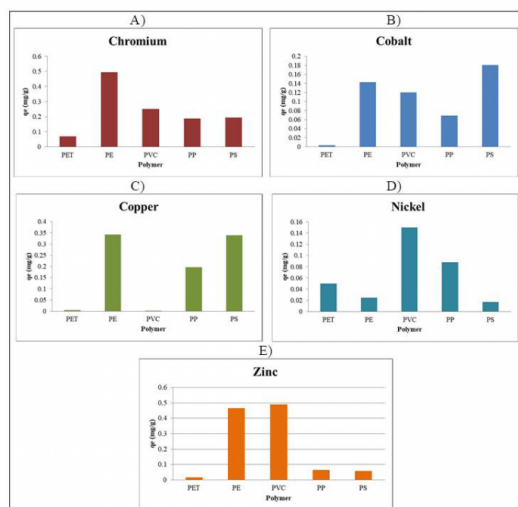 A)
Chromium
0.6
0.5
0.4
0.3
0.2
0.1
0
qe (mg/g)
PET PE PVC PP PS
Polymer
B)
Cobalt
0.2
0.18
0.16
0.14
0.12
0.1
0.08
0.06
0.04
0.02
0
qe (mg/g)
PET PE PVC PP PS
Polymer
C)
Copper
0.4
0.35
0.3
0.25
0.2
0.15
0.1
0.05
0
qe (mg/g)
PET PE PVC PP PS
Polymer
D)
Nickel
0.16
0.14
0.12
0.1
0.08
0.06
0.04
0.02
0
qe (mg/g)
PET PE PVC PP PS
Polymer
E)
Zinc
0.6
0.5
0.4
0.3
0.2
0.1
0
qe (mg/g)
PET PE PVC PP PS
Polymer